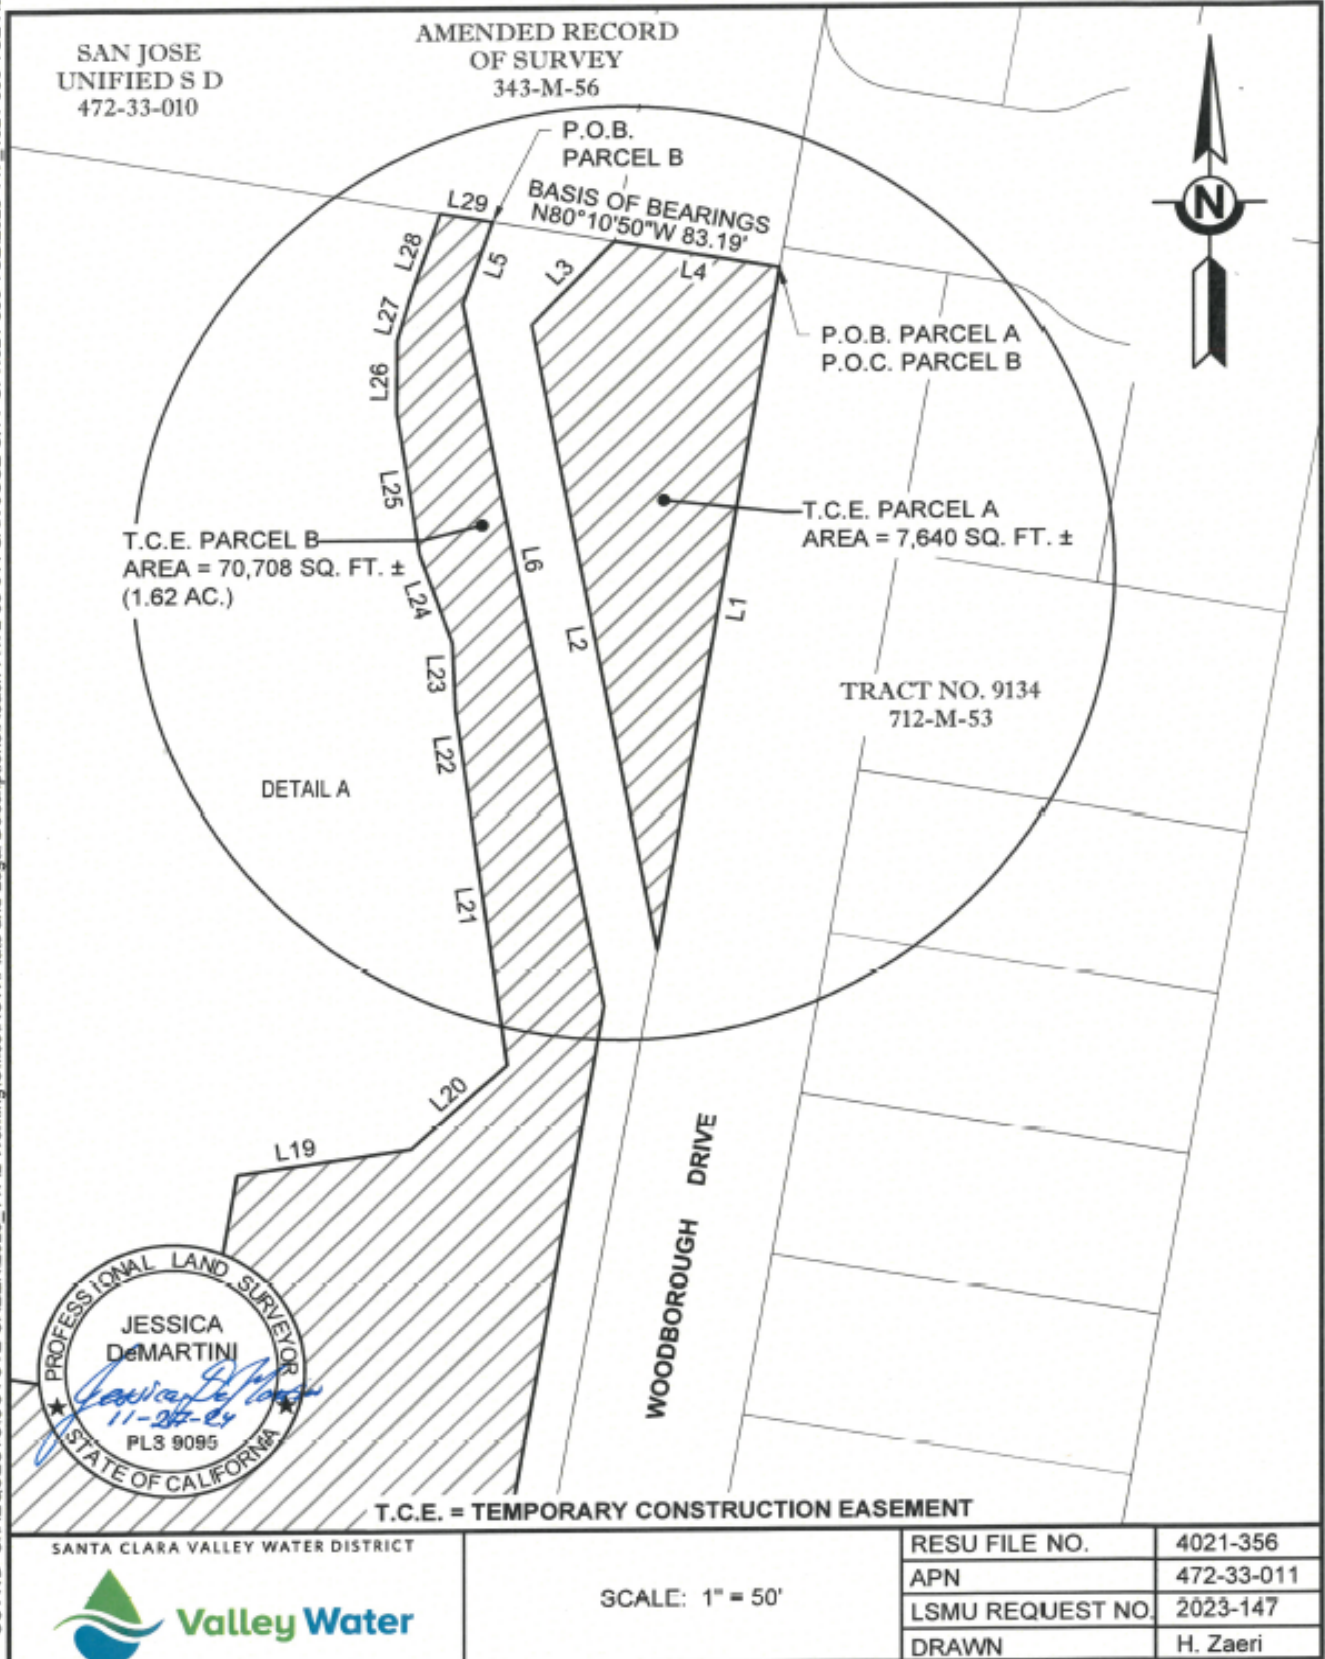 SAN JOSE
UNIFIED S D
472-33-010
AMENDED RECORD
OF SURVEY
343-M-56
P.O.B.
PARCEL B
BASIS OF BEARINGS
N80°10'50"W 83.19'
L29
L28
L5
L3
L4
L27
L26
P.O.B. PARCEL A
P.O.C. PARCEL B
N
L25
T.C.E. PARCEL B
AREA = 70,708 SQ. FT. ±
(1.62 AC.)
T.C.E. PARCEL A
AREA = 7,640 SQ. FT. ±
L6
L24
L2
L1
L23
L22
TRACT NO. 9134
712-M-53
DETAIL A
L21
L20
L19
WOODBOROUGH DRIVE
PROFESSIONAL LAND SURVEYOR
JESSICA
DeMARTINI
PLS 9095
STATE OF CALIFORNIA
T.C.E. = TEMPORARY CONSTRUCTION EASEMENT
SANTA CLARA VALLEY WATER DISTRICT
Valley Water
SCALE: 1" = 50'
RESU FILE NO. 4021-356
APN 472-33-011
LSMU REQUEST NO. 2023-147
DRAWN H. Zaeri